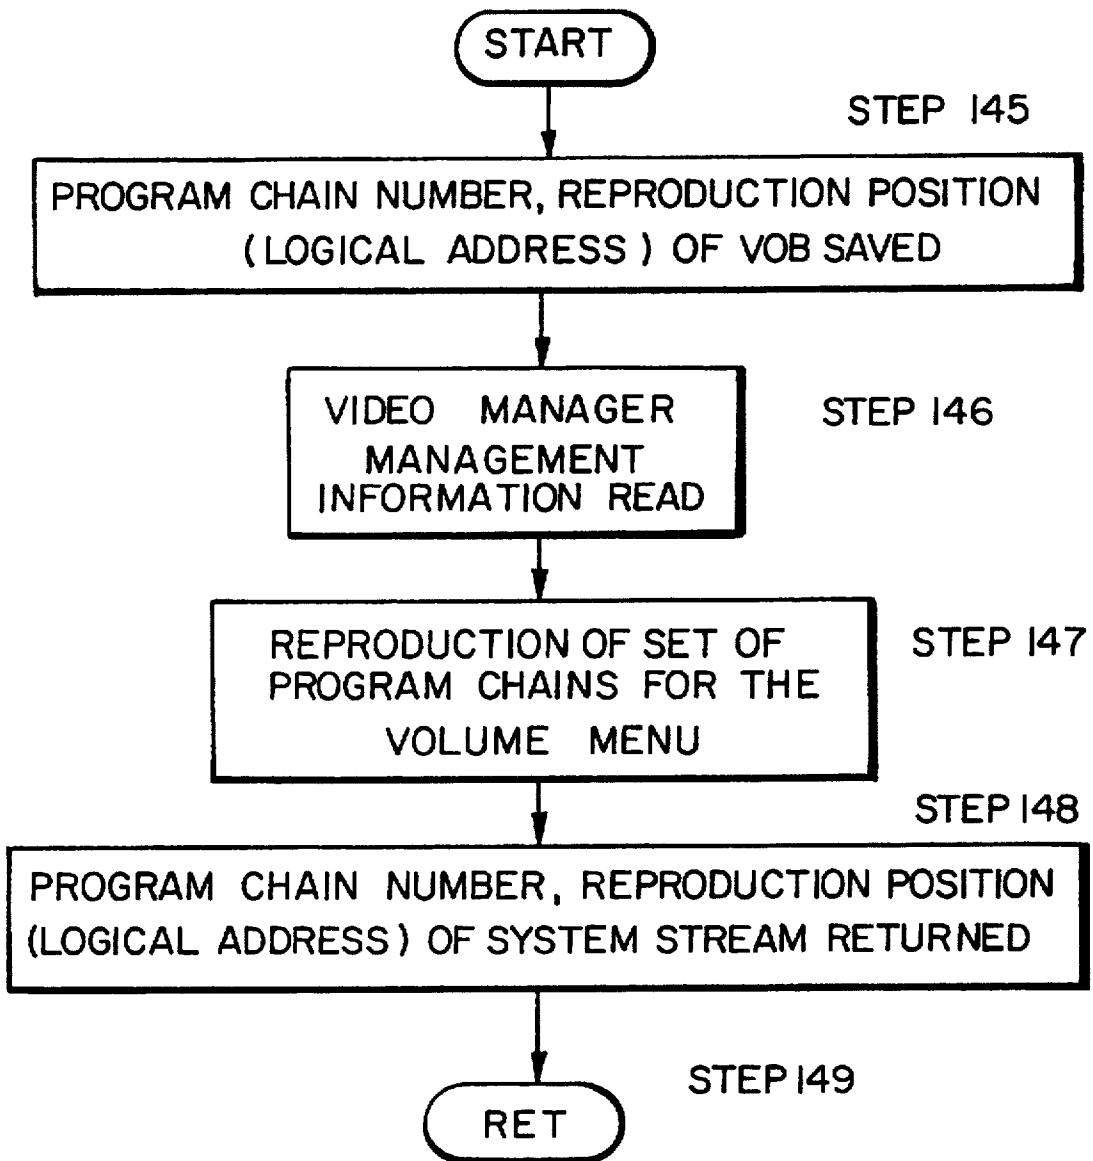 START
STEP 145
PROGRAM CHAIN NUMBER, REPRODUCTION POSITION
(LOGICAL ADDRESS) OF VOB SAVED
VIDEO MANAGER
MANAGEMENT
INFORMATION READ
STEP 146
REPRODUCTION OF SET OF
PROGRAM CHAINS FOR THE
VOLUME MENU
STEP 147
STEP 148
PROGRAM CHAIN NUMBER, REPRODUCTION POSITION
(LOGICAL ADDRESS) OF SYSTEM STREAM RETURNED
STEP 149
RET